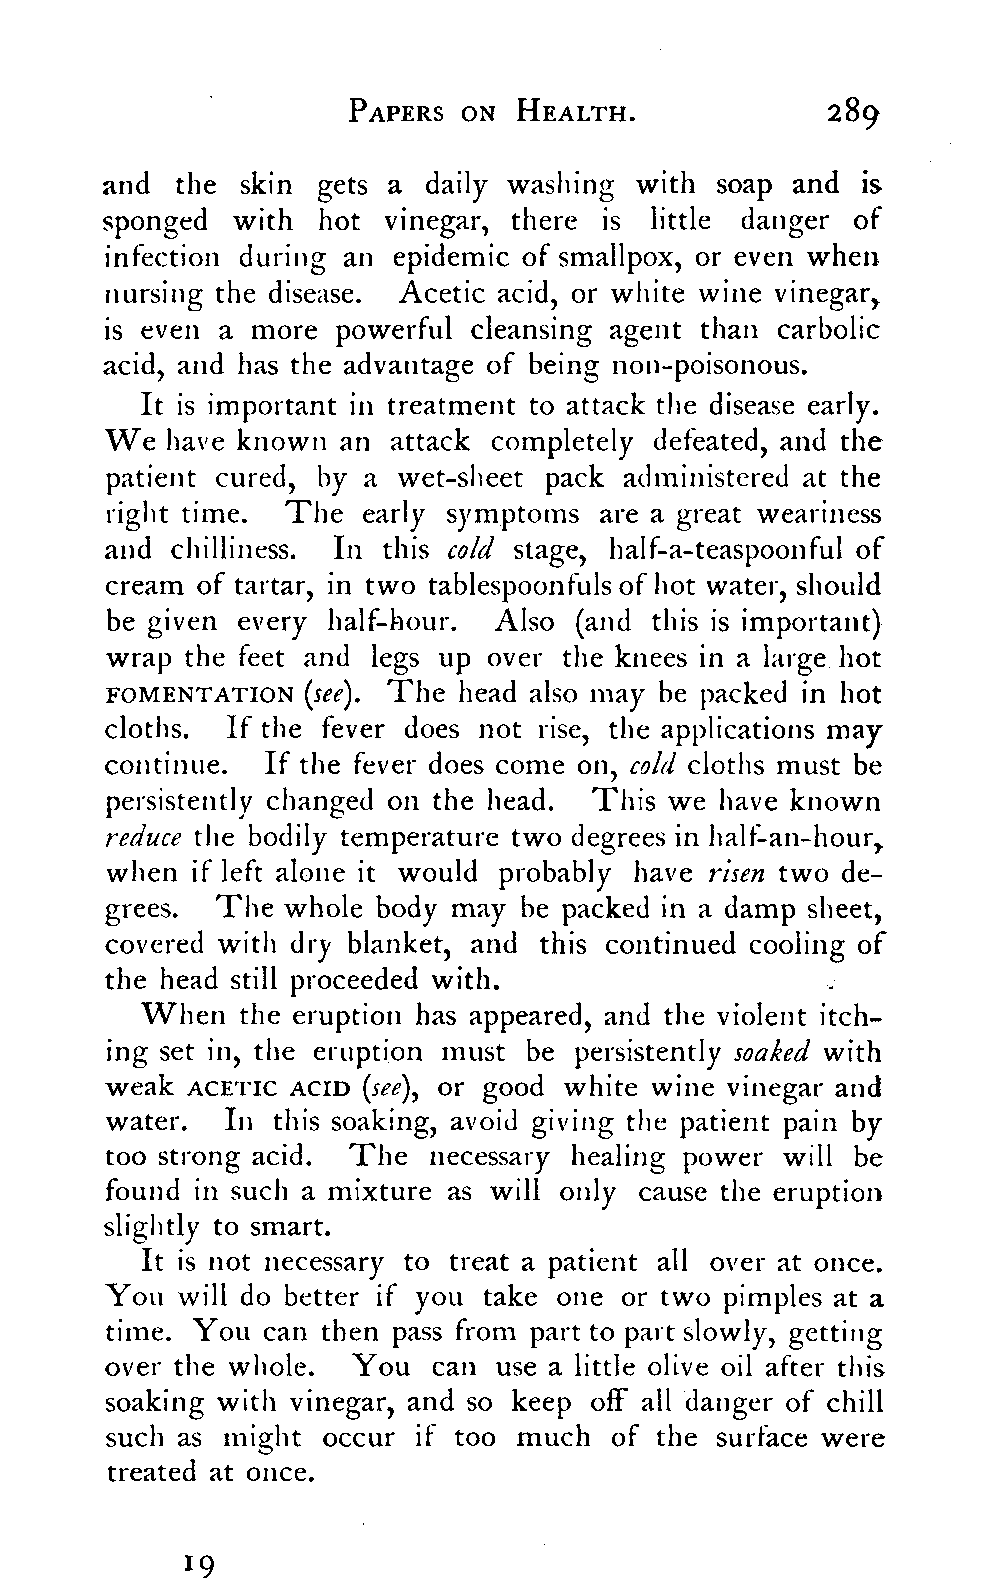 PAPERS ON HEALTH. 289
and the skin gets a daily washing with soap and is
sponged with hot vinegar, there is little danger of
infection during an epidemic of smallpox, or even when
nursing the disease. Acetic acid, or white wine vinegar,
is even a more powerful cleansing agent than carbolic
acid, and has the advantage of being non-poisonous.
It is important in treatment to attack the disease early.
We have known an attack completely defeated, and the
patient cured, by a wet-sheet pack administered at the
right time. The early symptoms are a great weariness
and chilliness. In this cold stage, half-a-teaspoonful of
cream of tartar, in two tablespoonfuls of hot water, should
be given every half-hour. Also (and this is important)
wrap the feet and legs up over the knees in a large hot
FOMENTATION (see). The head also may be packed in hot
cloths. If the fever does not rise, the applications may
continue. If the fever does come on, cold cloths must be
persistently changed on the head. This we have known
reduce the bodily temperature two degrees in half-an-hour,
when if left alone it would probably have risen two de-
grees. The whole body may be packed in a damp sheet,
covered with dry blanket, and this continued cooling of
the head still proceeded with.
When the eruption has appeared, and the violent itch-
ing set in, the eruption must be persistently soaked with
weak ACETIC ACID (see), or good white wine vinegar and
water. In this soaking, avoid giving the patient pain by
too strong acid. The necessary healing power will be
found in such a mixture as will only cause the eruption
slightly to smart.
It is not necessary to treat a patient all over at once.
You will do better if you take one or two pimples at a
time. You can then pass from part to part slowly, getting
over the whole. You can use a little olive oil after this
soaking with vinegar, and so keep off all danger of chill
such as might occur if too much of the surface were
treated at once.
19